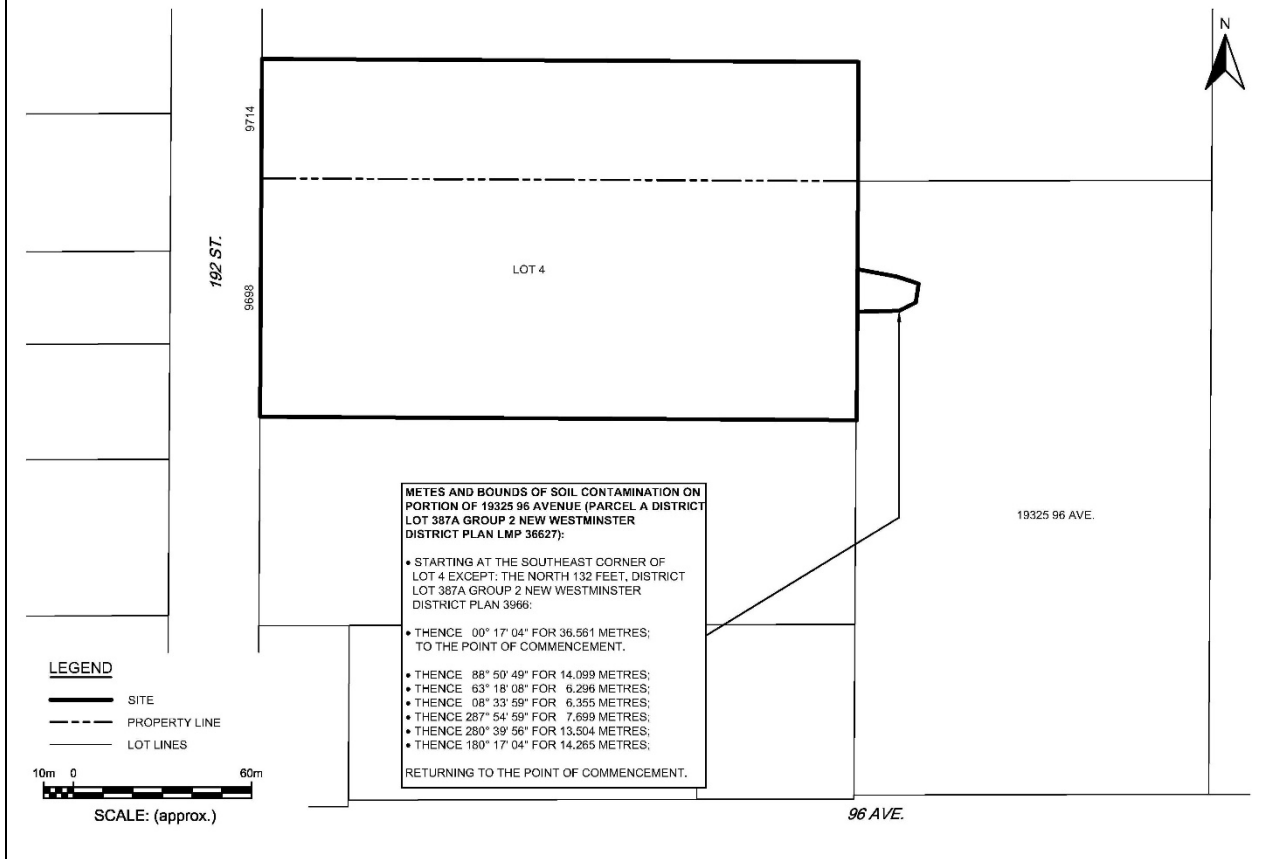 N
9714
192 ST.
LOT 4
9698
METES AND BOUNDS OF SOIL CONTAMINATION ON
PORTION OF 19325 96 AVENUE (PARCEL A DISTRICT
LOT 387A GROUP 2 NEW WESTMINSTER
DISTRICT PLAN LMP 36627):
• STARTING AT THE SOUTHEAST CORNER OF
LOT 4 EXCEPT: THE NORTH 132 FEET, DISTRICT
LOT 387A GROUP 2 NEW WESTMINSTER
DISTRICT PLAN 3966:
• THENCE 00° 17' 04" FOR 36.561 METRES;
TO THE POINT OF COMMENCEMENT.
• THENCE 88° 50' 49" FOR 14.099 METRES;
• THENCE 63° 18' 08" FOR 6.296 METRES;
• THENCE 08° 33' 59" FOR 6.355 METRES;
• THENCE 287° 54' 59" FOR 7.699 METRES;
• THENCE 280° 39' 56" FOR 13.504 METRES;
• THENCE 180° 17' 04" FOR 14.265 METRES;
RETURNING TO THE POINT OF COMMENCEMENT.
19325 96 AVE.
LEGEND
SITE
PROPERTY LINE
LOT LINES
10m 0 60m
SCALE: (approx.)
96 AVE.